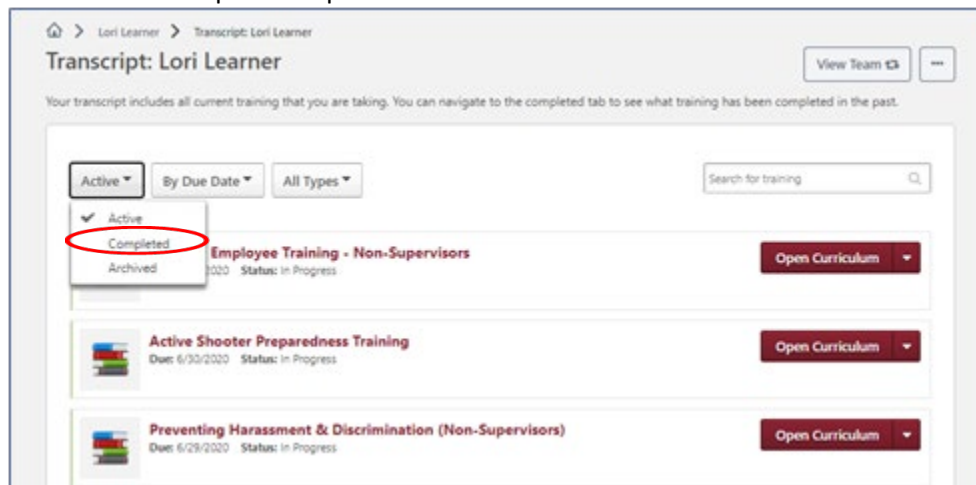 Lori Learner > Transcript: Lori Learner
Transcript: Lori Learner
View Team
Your transcript includes all current training that you are taking. You can navigate to the completed tab to see what training has been completed in the past.
Active By Due Date All Types
Search for training
Active
Completed
Archived
Employee Training - Non-Supervisors
2020 Status: In Progress
Open Curriculum
Active Shooter Preparedness Training
Due: 6/30/2020 Status: In Progress
Open Curriculum
Preventing Harassment & Discrimination (Non-Supervisors)
Due: 6/29/2020 Status: In Progress
Open Curriculum